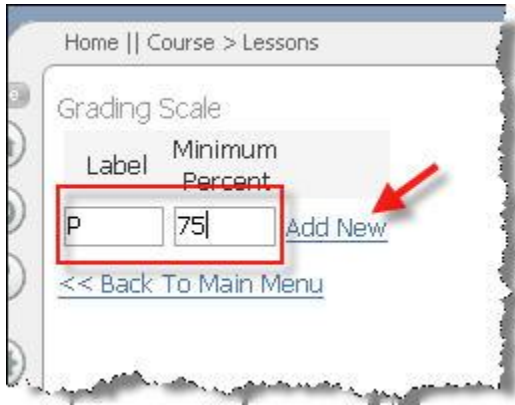 Home || Course > Lessons
Grading Scale
Label Minimum Percent
P 75 Add New
<< Back To Main Menu